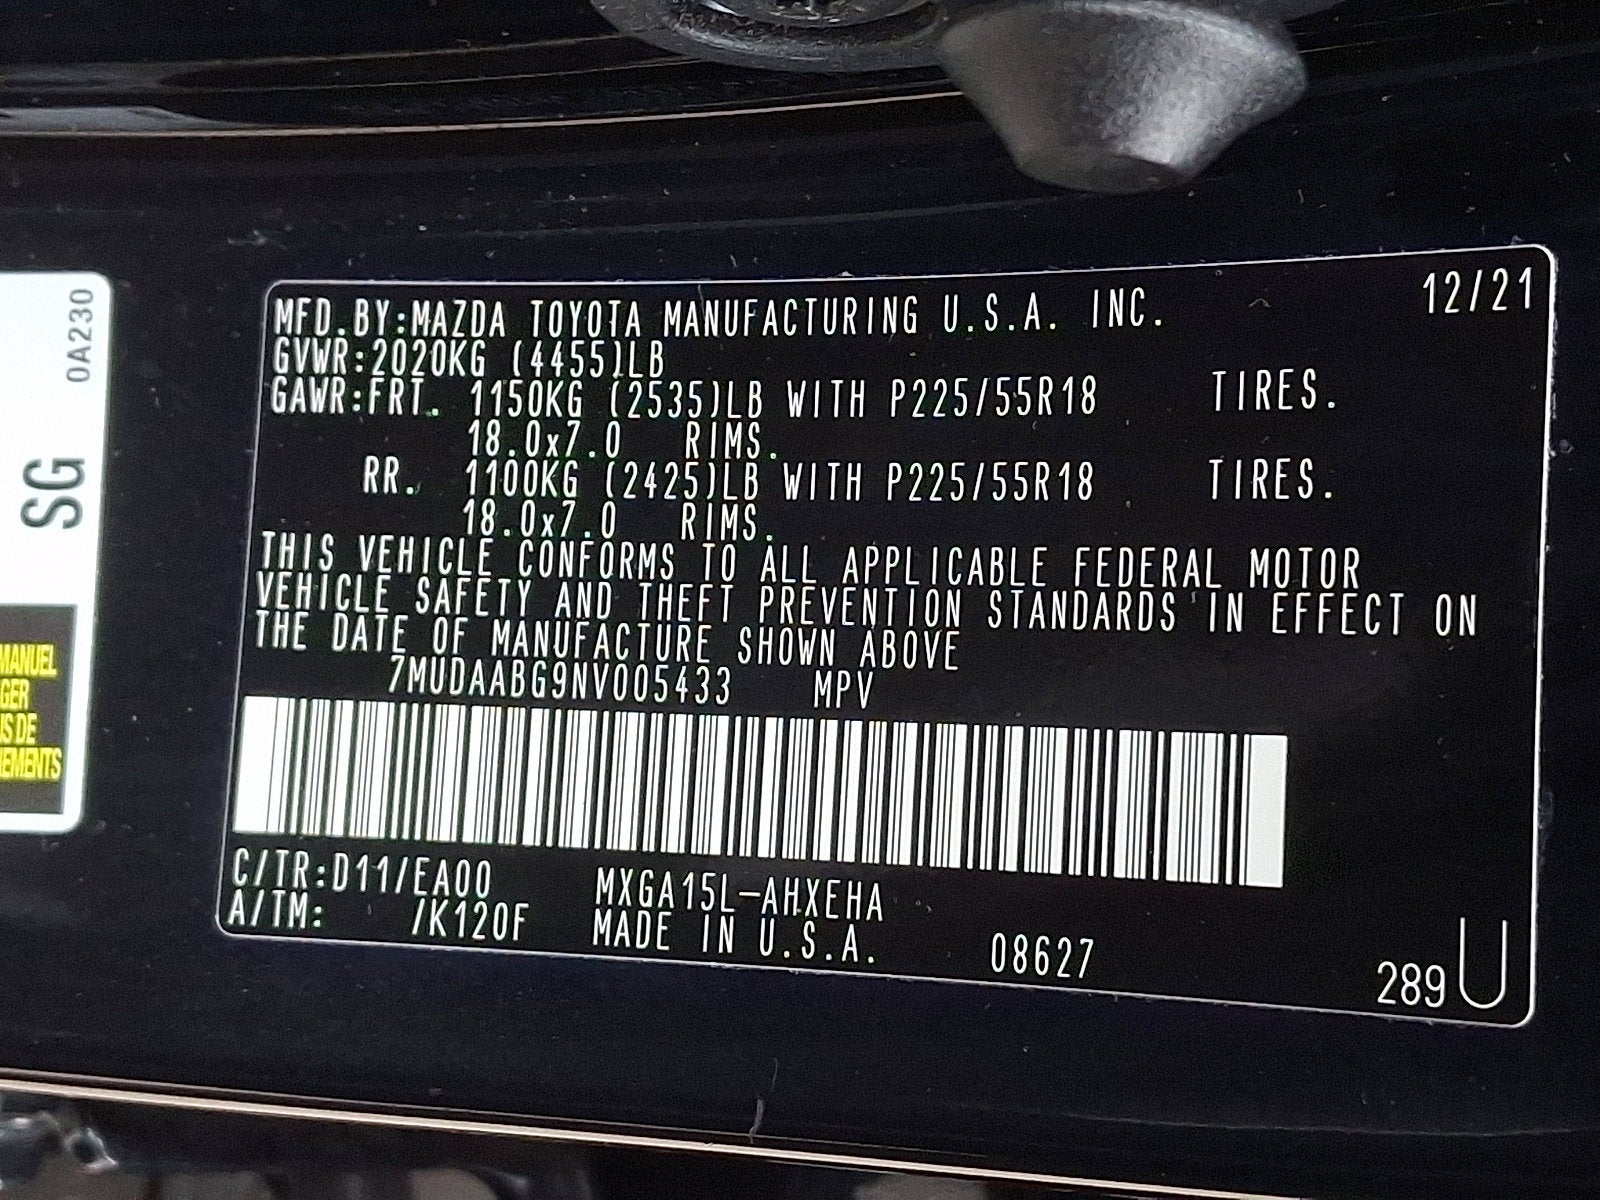 MFD.BY:MAZDA TOYOTA MANUFACTURING U.S.A. INC. 12/21
GVWR:2020KG (4455)LB
GAWR:FRT. 1150KG (2535)LB WITH P225/55R18 TIRES.
18.0x7.0 RIMS.
RR. 1100KG (2425)LB WITH P225/55R18 TIRES.
18.0x7.0 RIMS.
THIS VEHICLE CONFORMS TO ALL APPLICABLE FEDERAL MOTOR
VEHICLE SAFETY AND THEFT PREVENTION STANDARDS IN EFFECT ON
THE DATE OF MANUFACTURE SHOWN ABOVE
7MUDAABG9NV005433 MPV
C/TR:D11/EA00 MXGA15L-AHXEHA
A/TM: /K120F MADE IN U.S.A. 08627
289 U
0A230
SG
MANUEL
GER
US DE
EMENTS